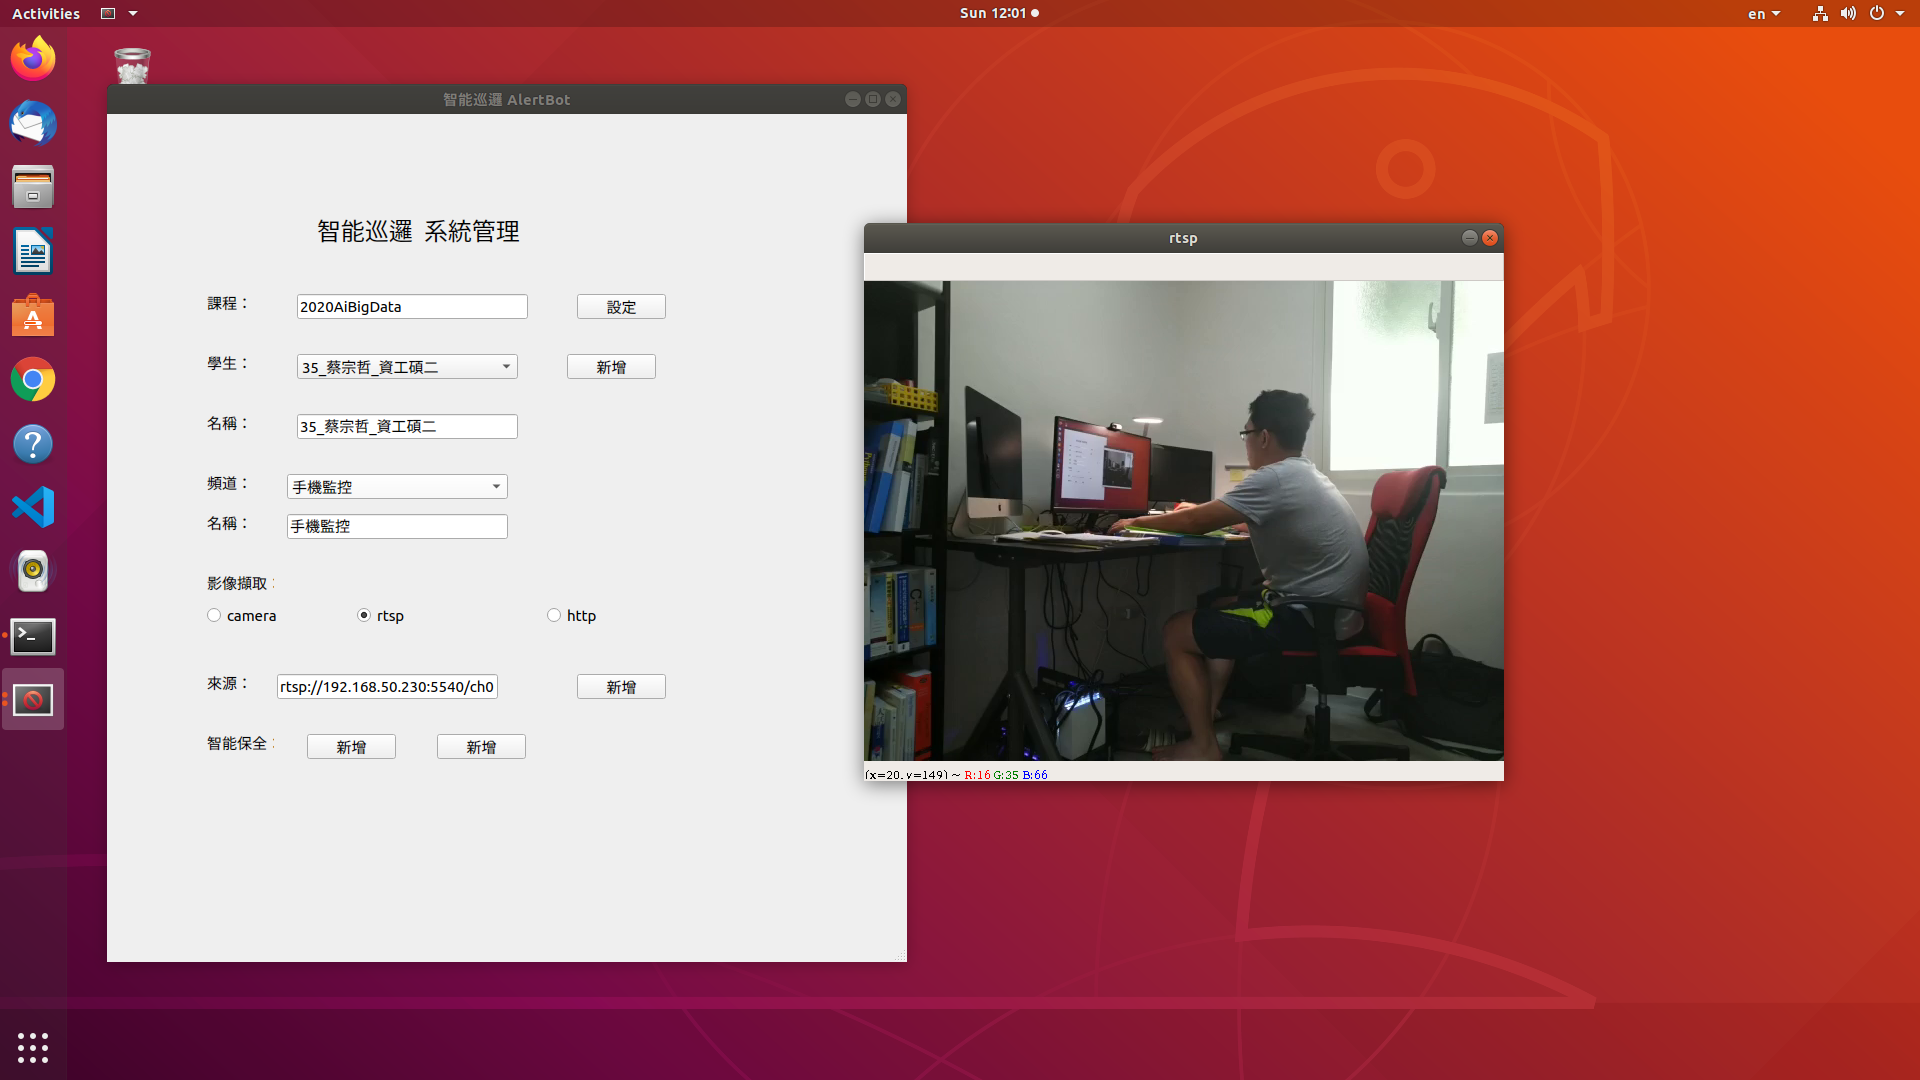 Activities
Sun 12:01
en
智能巡邏 AlertBot
智能巡邏 系統管理
課程：
2020AiBigData
設定
學生：
35_蔡宗哲_資工碩二
新增
名稱：
35_蔡宗哲_資工碩二
頻道：
手機監控
名稱：
手機監控
影像擷取：
camera
rtsp
http
來源：
rtsp://192.168.50.230:5540/ch0
新增
智能保全：
新增
新增
rtsp
C++
(x=20, y=149) ~ R:16 G:35 B:66